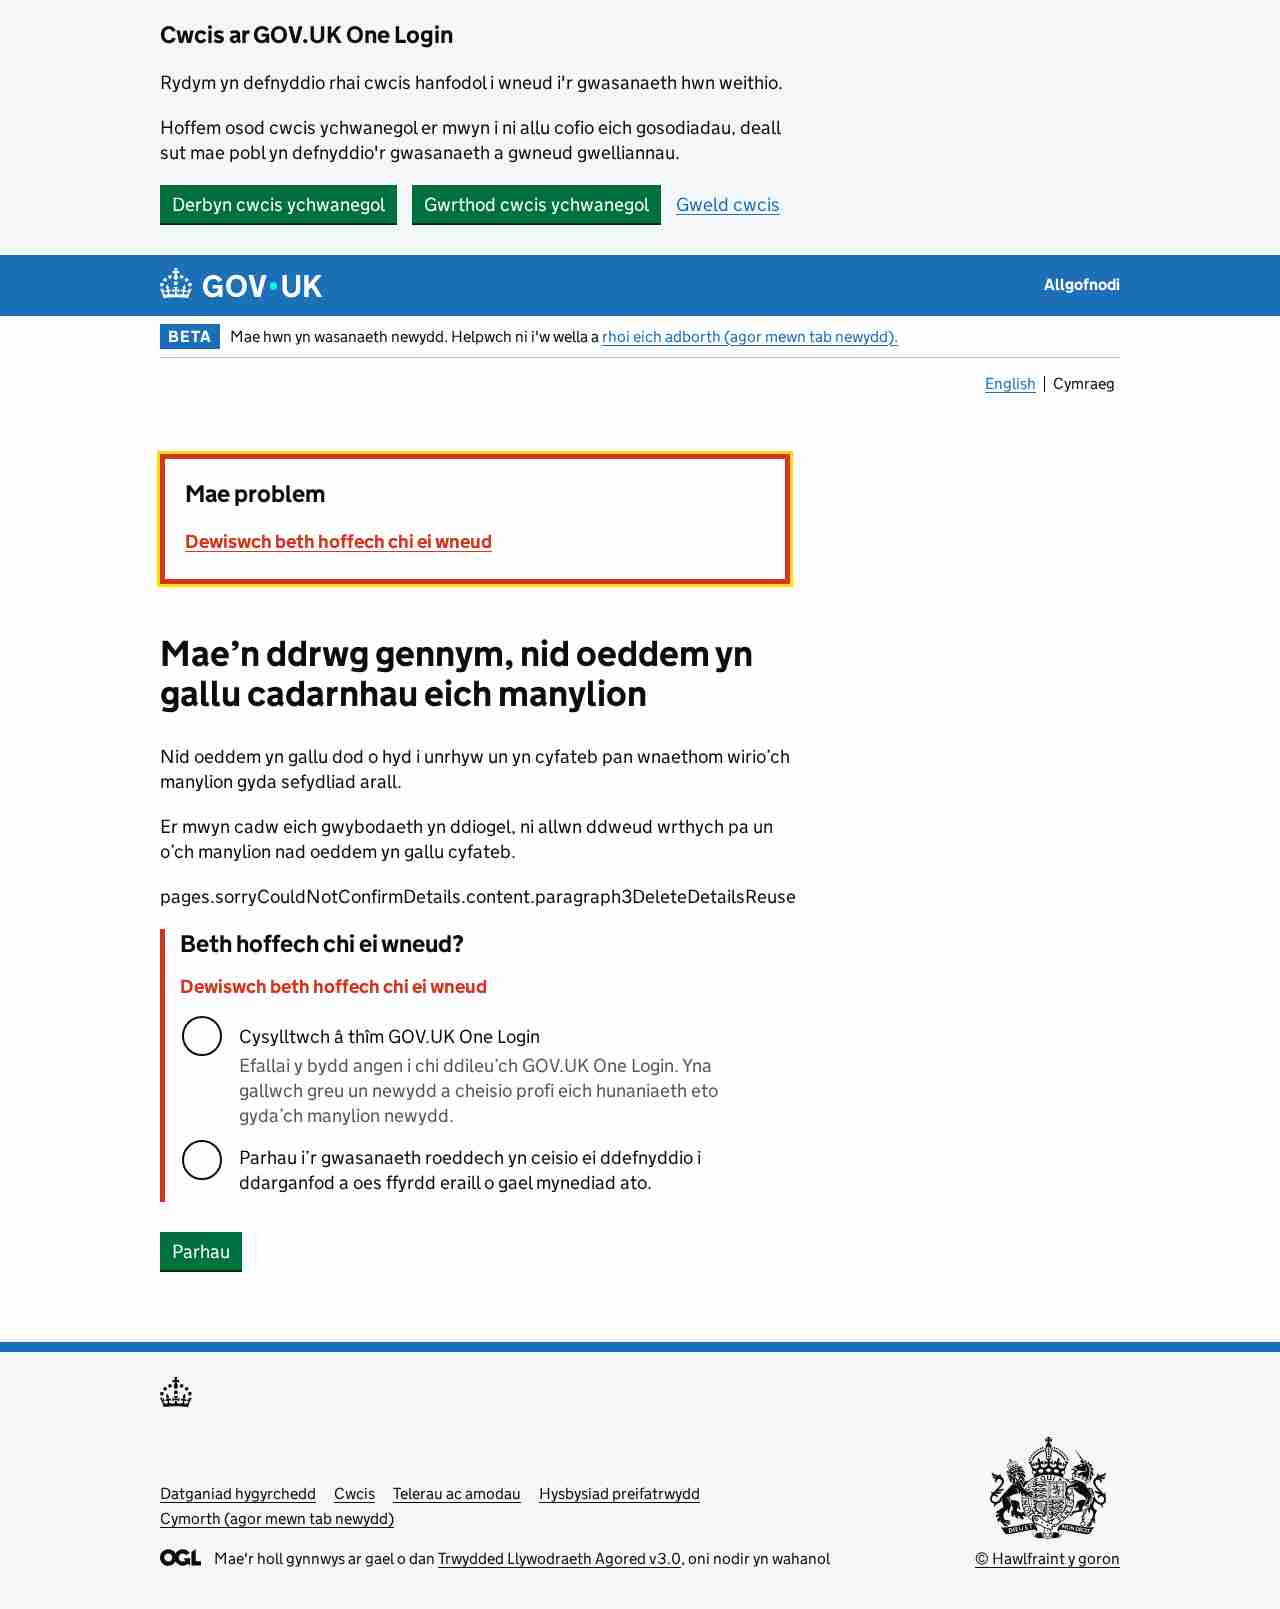 Cwcis ar GOV.UK One Login
Rydym yn defnyddio rhai cwcis hanfodol i wneud i'r gwasanaeth hwn weithio.
Hoffem osod cwcis ychwanegol er mwyn i ni allu cofio eich gosodiadau, deall
sut mae pobl yn defnyddio'r gwasanaeth a gwneud gwelliannau.
Derbyn cwcis ychwanegol Gwrthod cwcis ychwanegol Gweld cwcis
GOV·UK Allgofnodi
BETA Mae hwn yn wasanaeth newydd. Helpwch ni i'w wella a rhoi eich adborth (agor mewn tab newydd).
English Cymraeg
Mae problem
Dewiswch beth hoffech chi ei wneud
Mae’n ddrwg gennym, nid oeddem yn
gallu cadarnhau eich manylion
Nid oeddem yn gallu dod o hyd i unrhyw un yn cyfateb pan wnaethom wirio’ch
manylion gyda sefydliad arall.
Er mwyn cadw eich gwybodaeth yn ddiogel, ni allwn ddweud wrthych pa un
o’ch manylion nad oeddem yn gallu cyfateb.
pages.sorryCouldNotConfirmDetails.content.paragraph3DeleteDetailsReuse
Beth hoffech chi ei wneud?
Dewiswch beth hoffech chi ei wneud
Cysylltwch â thîm GOV.UK One Login
Efallai y bydd angen i chi ddileu’ch GOV.UK One Login. Yna
gallwch greu un newydd a cheisio profi eich hunaniaeth eto
gyda’ch manylion newydd.
Parhau i’r gwasanaeth roeddech yn ceisio ei ddefnyddio i
ddarganfod a oes ffyrdd eraill o gael mynediad ato.
Parhau
Datganiad hygyrchedd Cwcis Telerau ac amodau Hysbysiad preifatrwydd
Cymorth (agor mewn tab newydd)
OGL Mae'r holl gynnwys ar gael o dan Trwydded Llywodraeth Agored v3.0, oni nodir yn wahanol
© Hawlfraint y goron